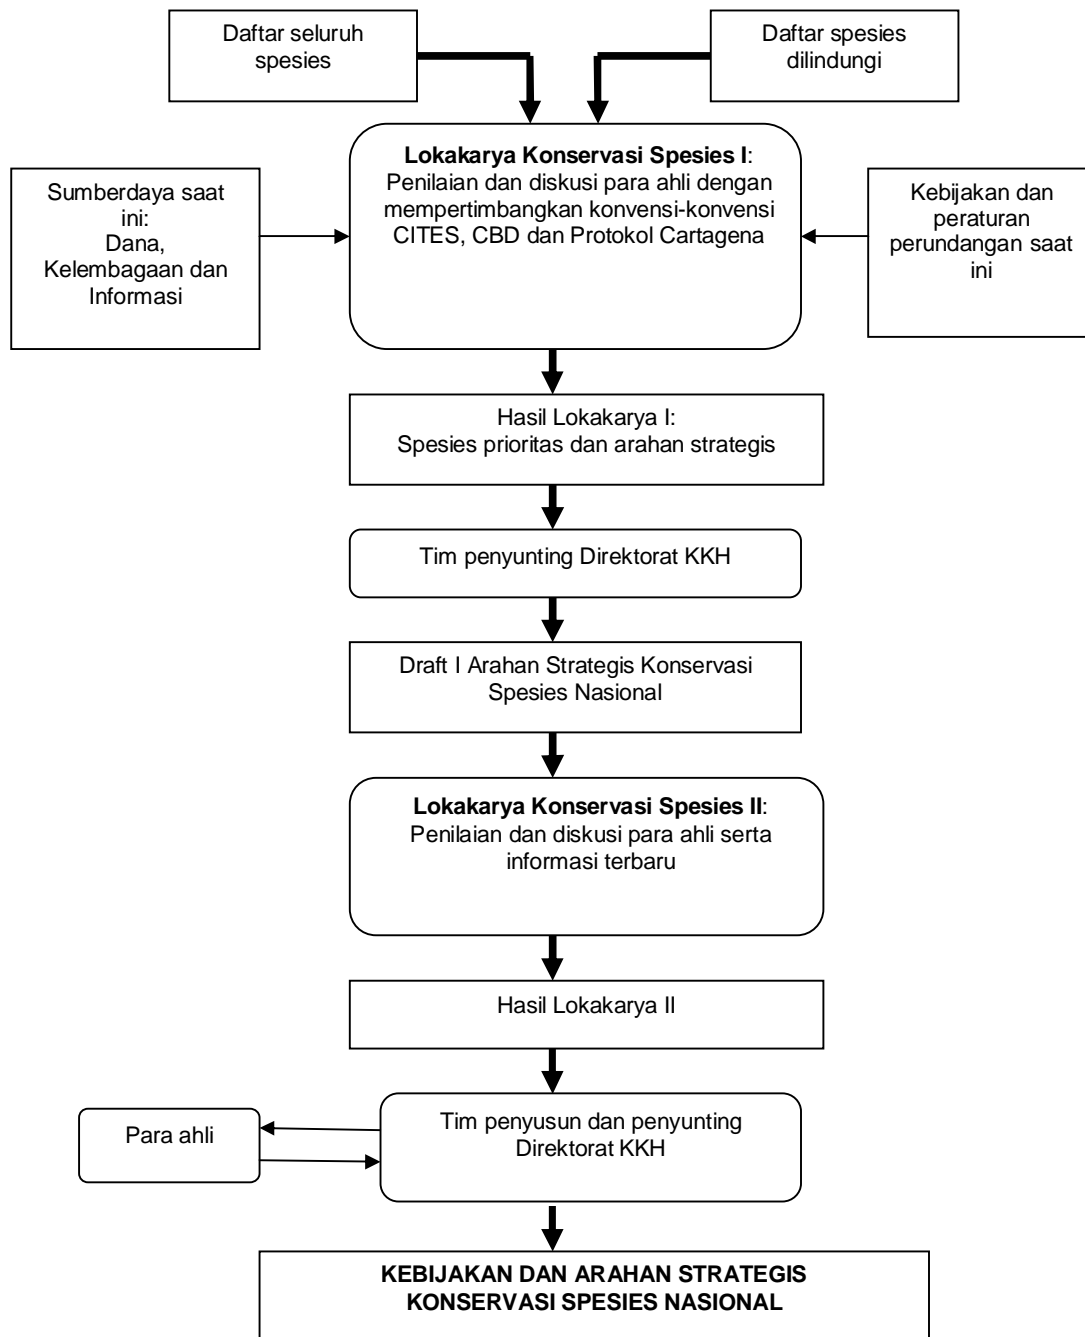 Daftar seluruh
spesies
Daftar spesies
dilindungi
Lokakarya Konservasi Spesies I:
Penilaian dan diskusi para ahli dengan
mempertimbangkan konvensi-konvensi
CITES, CBD dan Protokol Cartagena
Sumberdaya saat
ini:
Dana,
Kelembagaan dan
Informasi
Kebijakan dan
peraturan
perundangan saat
ini
Hasil Lokakarya I:
Spesies prioritas dan arahan strategis
Tim penyunting Direktorat KKH
Draft I Arahan Strategis Konservasi
Spesies Nasional
Lokakarya Konservasi Spesies II:
Penilaian dan diskusi para ahli serta
informasi terbaru
Hasil Lokakarya II
Para ahli
Tim penyusun dan penyunting
Direktorat KKH
KEBIJAKAN DAN ARAHAN STRATEGIS
KONSERVASI SPESIES NASIONAL